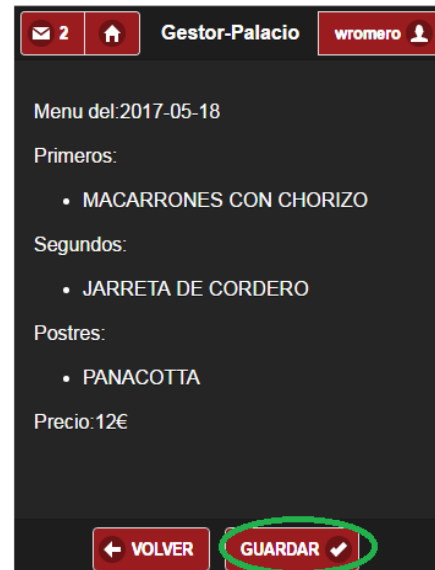 2 Gestor-Palacio wromero
Menu del:2017-05-18
Primeros:
• MACARRONES CON CHORIZO
Segundos:
• JARRETA DE CORDERO
Postres:
• PANACOTTA
Precio:12€
VOLVER GUARDAR